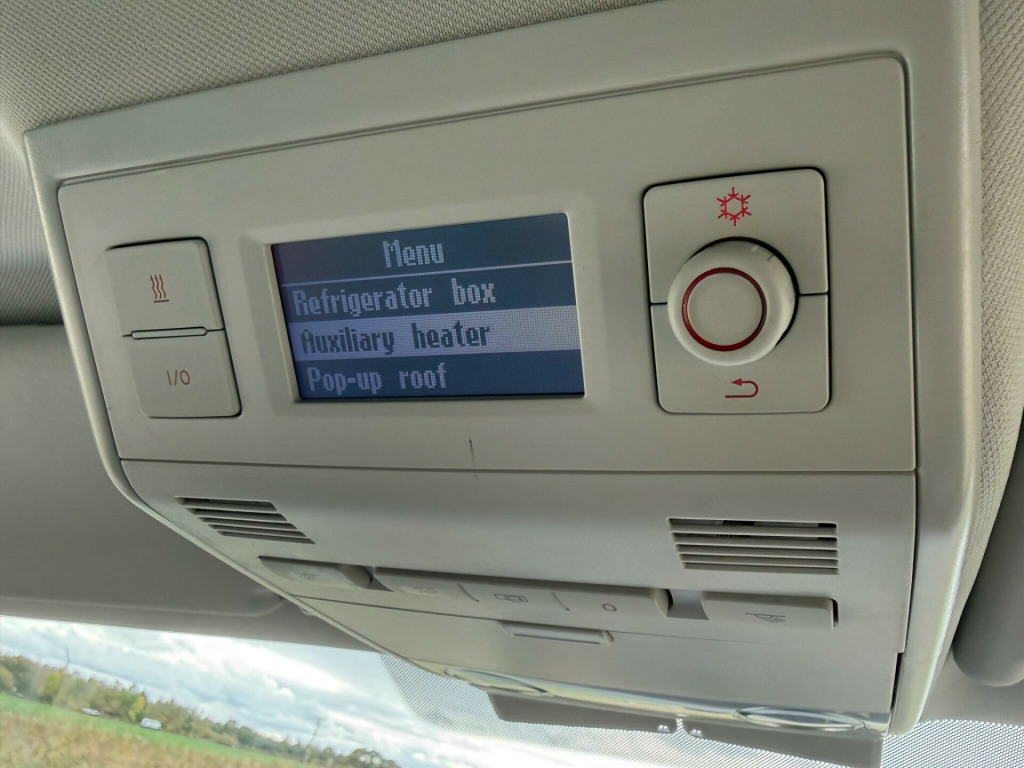 Menu
Refrigerator box
Auxiliary heater
Pop-up roof
I/O
O